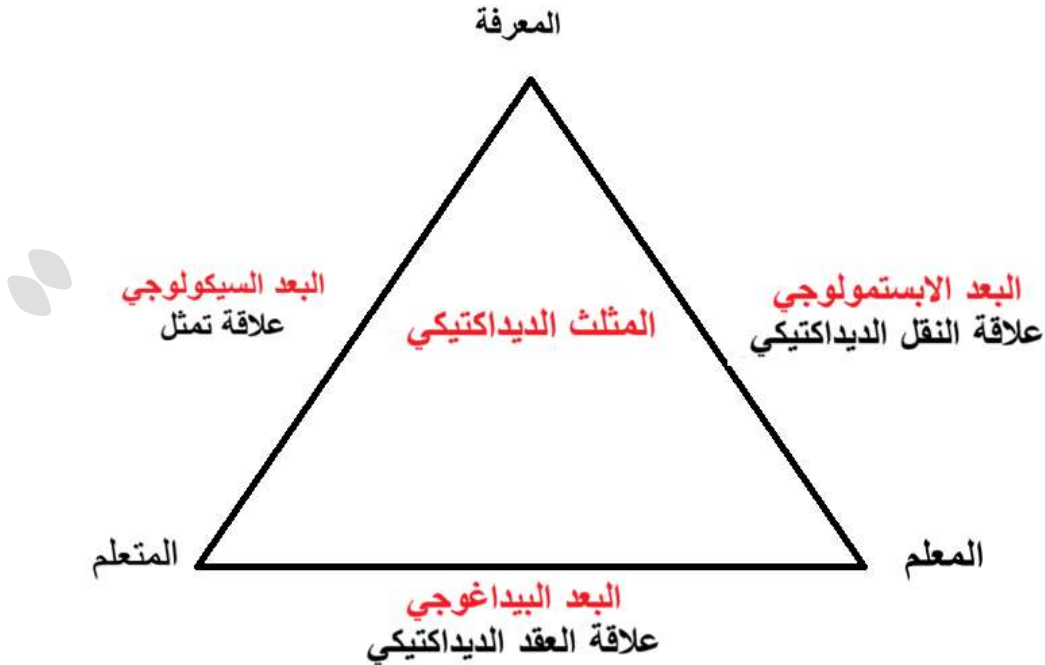 المعرفة
البعد الابستمولوجي
علاقة النقل الديداكتيكي
المثلث الديداكتيكي
البعد السيكولوجي
علاقة تمثل
المعلم
المتعلم
البعد البيداغوجي
علاقة العقد الديداكتيكي